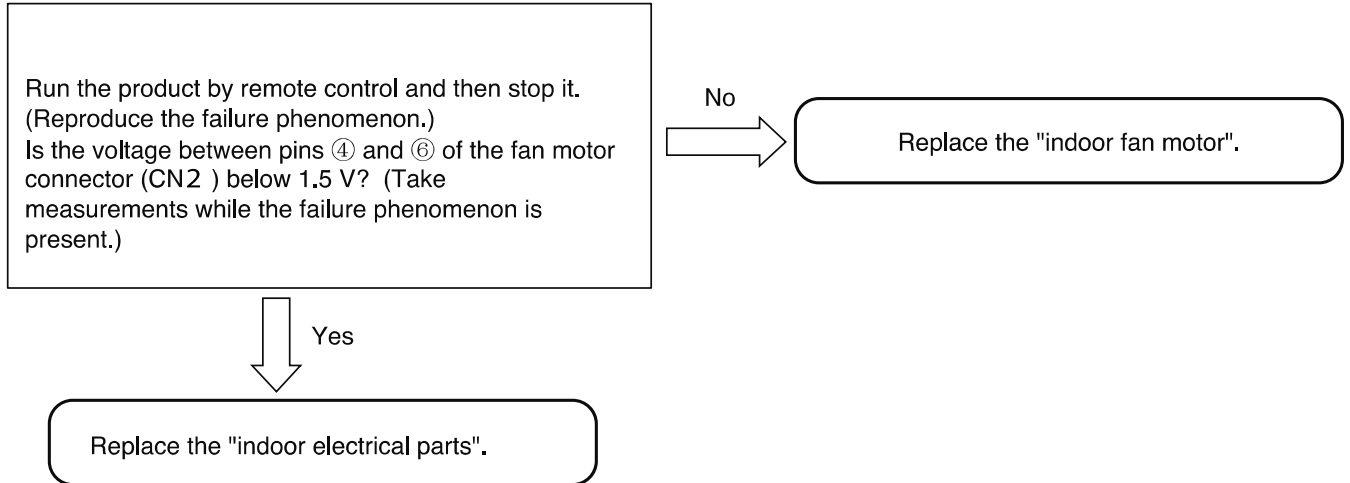 Run the product by remote control and then stop it.
(Reproduce the failure phenomenon.)
Is the voltage between pins ④ and ⑥ of the fan motor
connector (CN2 ) below 1.5 V? (Take
measurements while the failure phenomenon is
present.)
No
Replace the "indoor fan motor".
Yes
Replace the "indoor electrical parts".